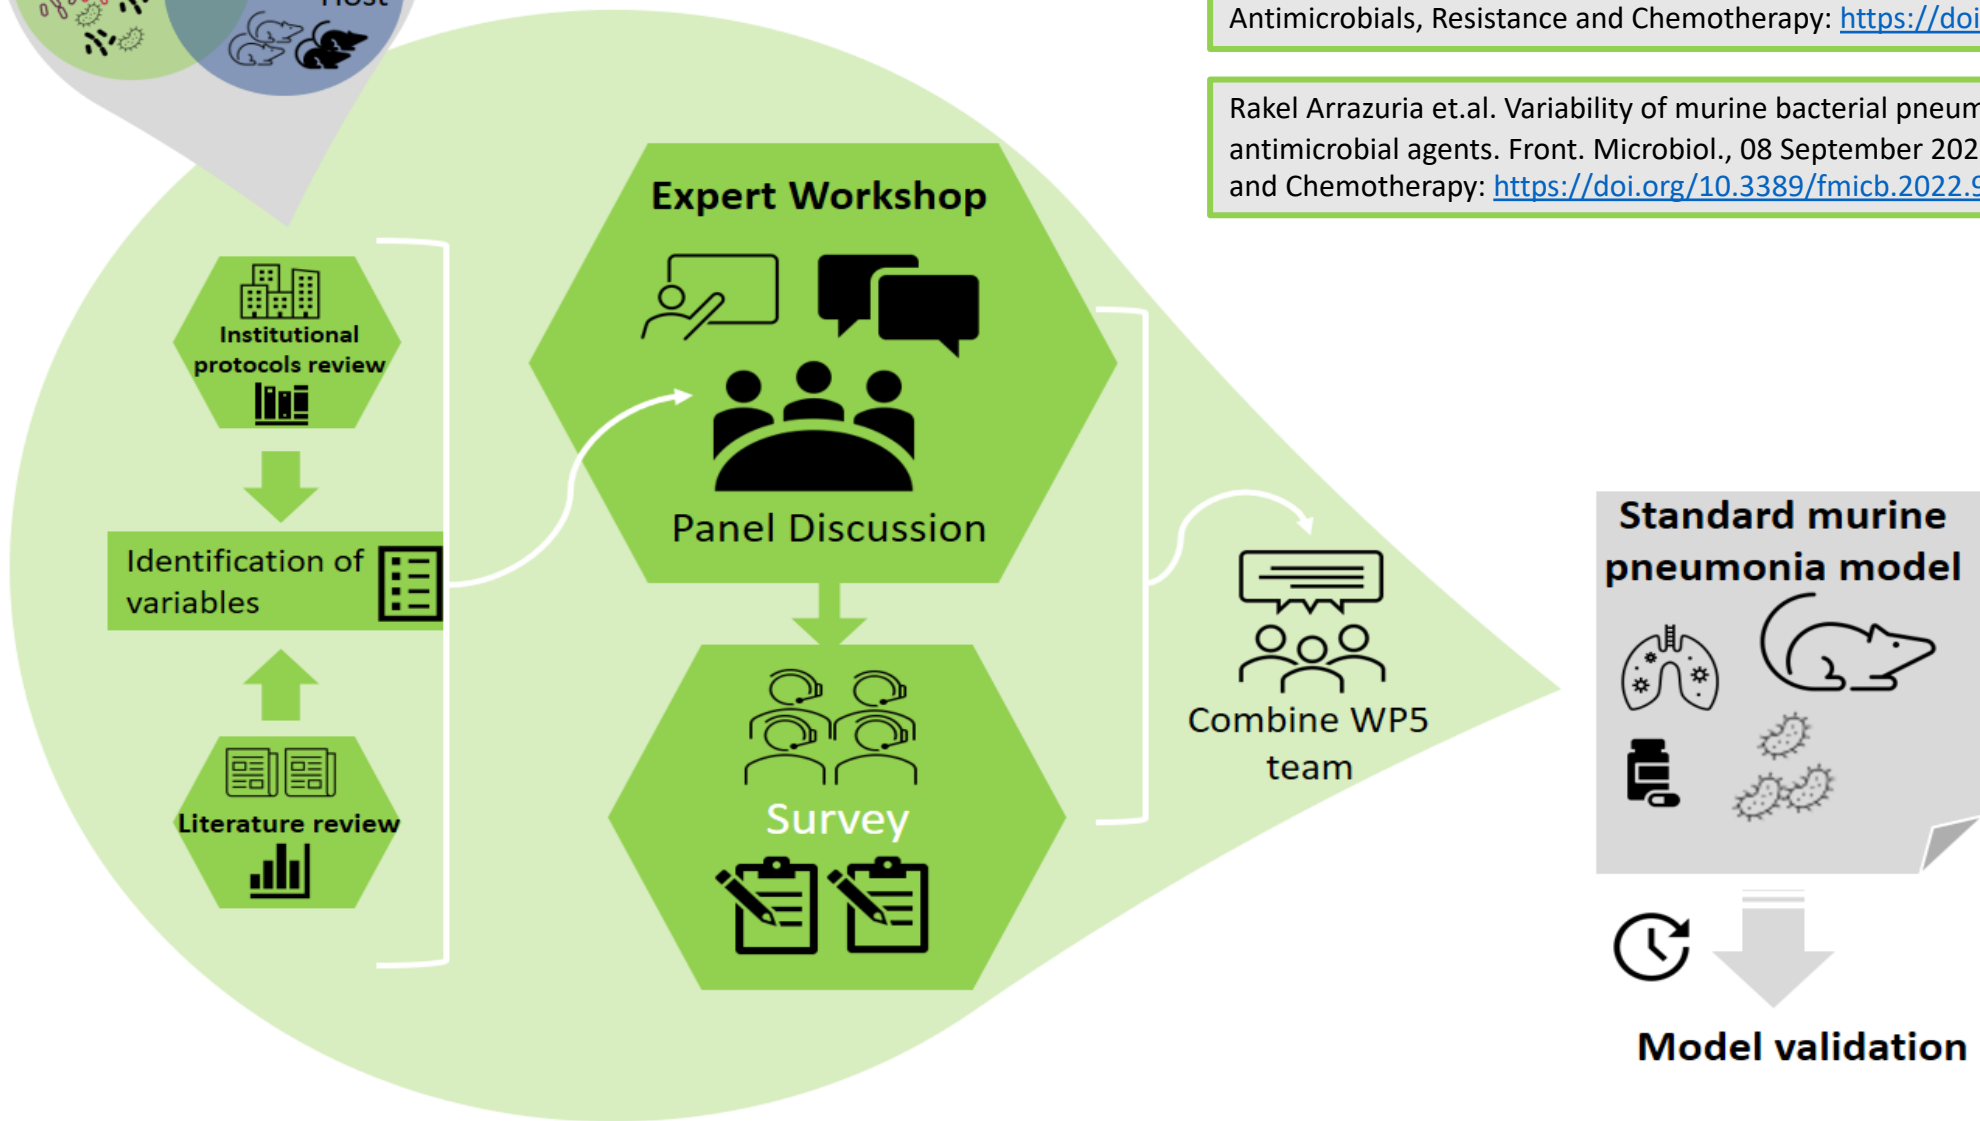 Host
Antimicrobials, Resistance and Chemotherapy: https://doi
Rakel Arrazuria et.al. Variability of murine bacterial pneum
antimicrobial agents. Front. Microbiol., 08 September 202
and Chemotherapy: https://doi.org/10.3389/fmicb.2022.9
Expert Workshop
Institutional
protocols review
Panel Discussion
Identification of
variables
Standard murine
pneumonia model
Combine WP5
team
Literature review
Survey
Model validation